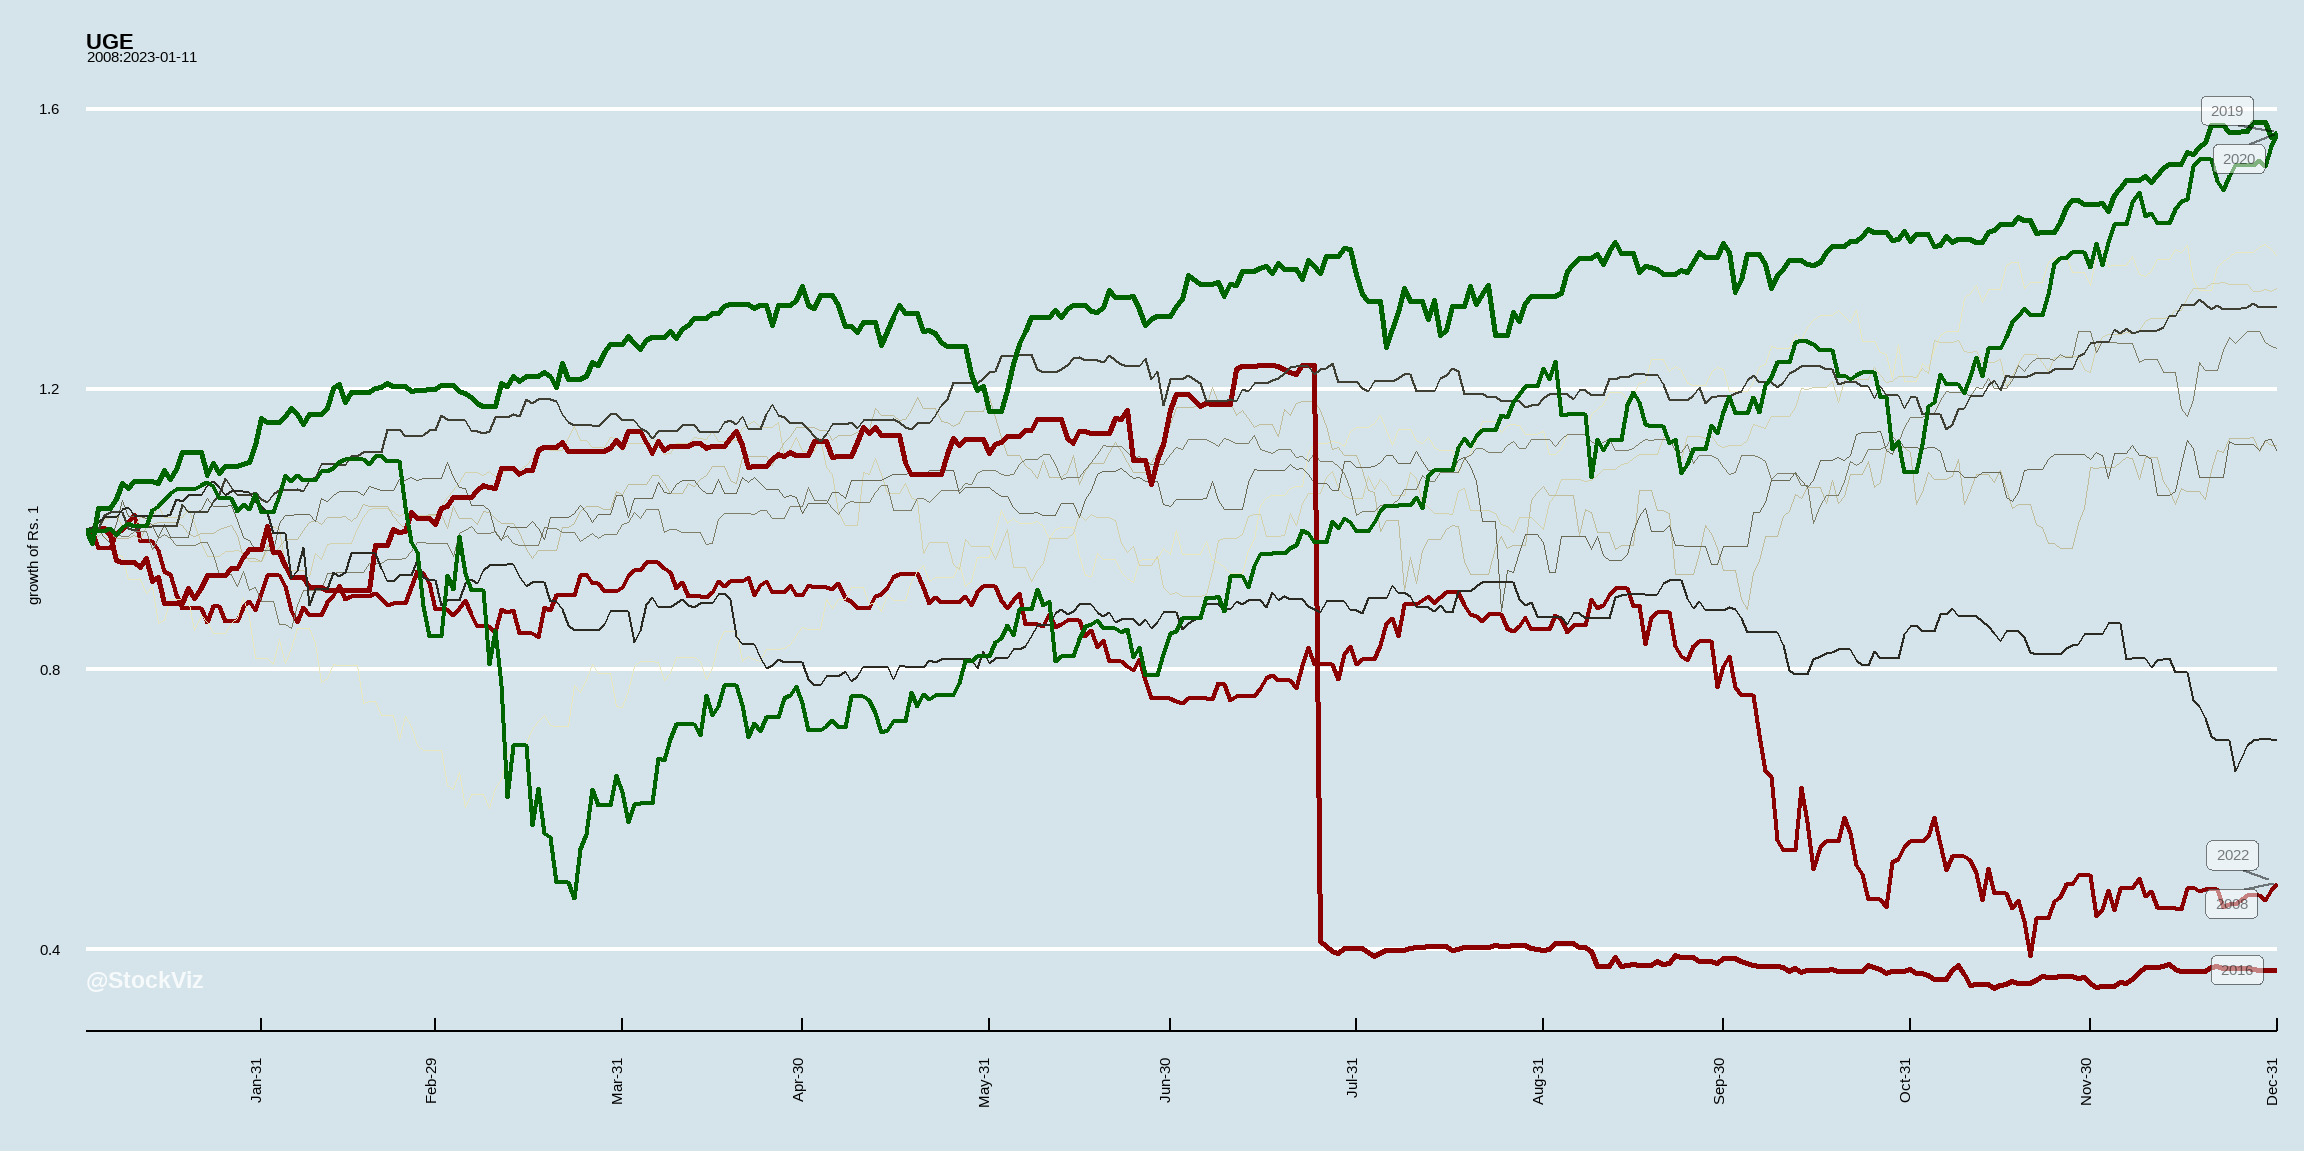 UGE
2008:2023-01-11
1.6
1.2
0.8
0.4
growth of Rs. 1
2019
2020
2022
2008
2016
@StockViz
Jan-31
Feb-29
Mar-31
Apr-30
May-31
Jun-30
Jul-31
Aug-31
Sep-30
Oct-31
Nov-30
Dec-31